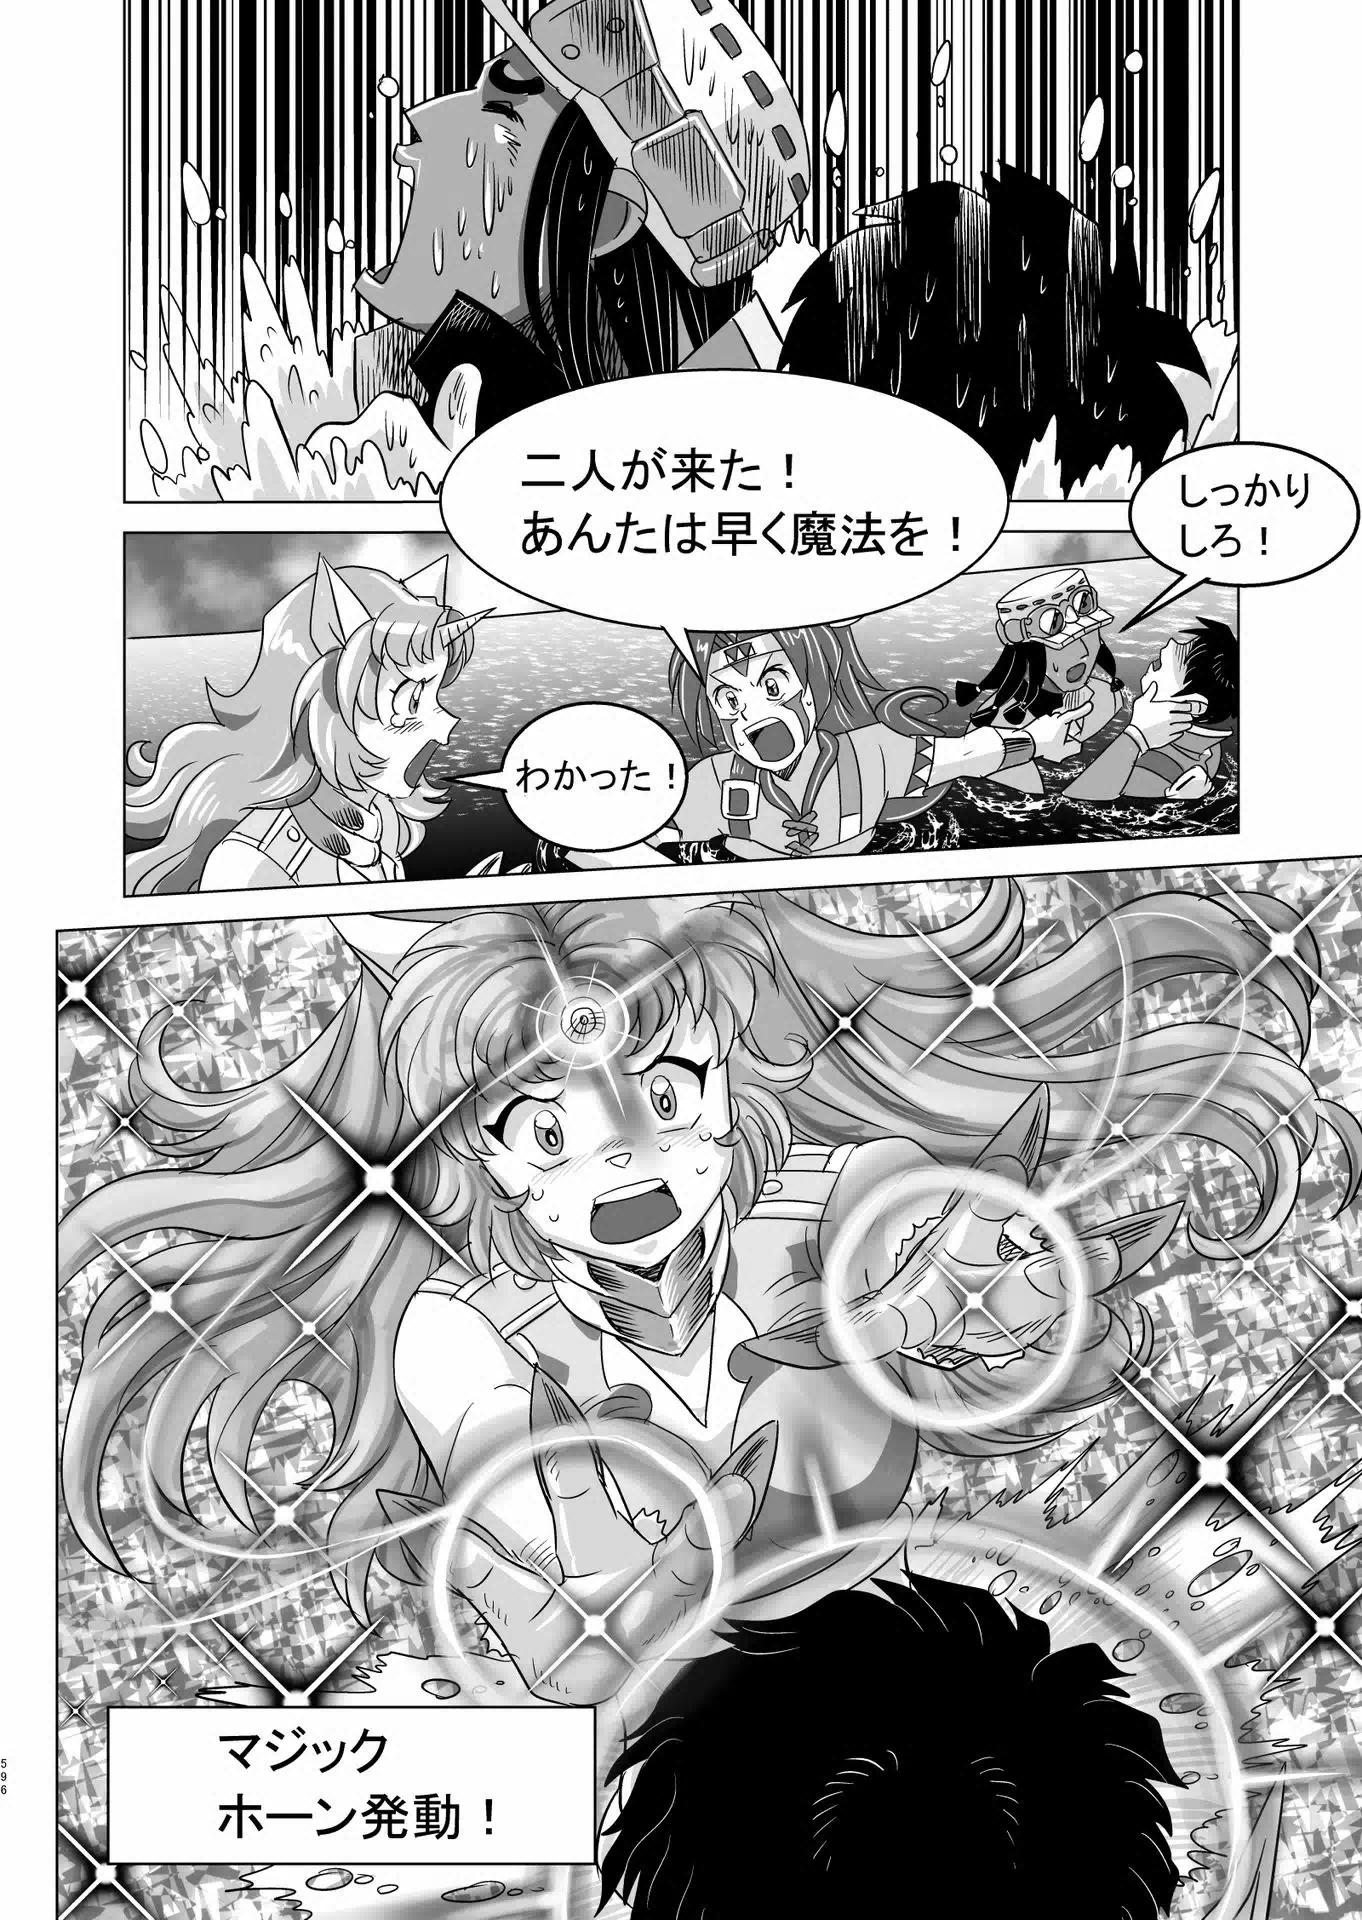 二人が来た！
あんたは早く魔法を！
しっかり
しろ！
わかった！
マジック
ホーン発動！
596